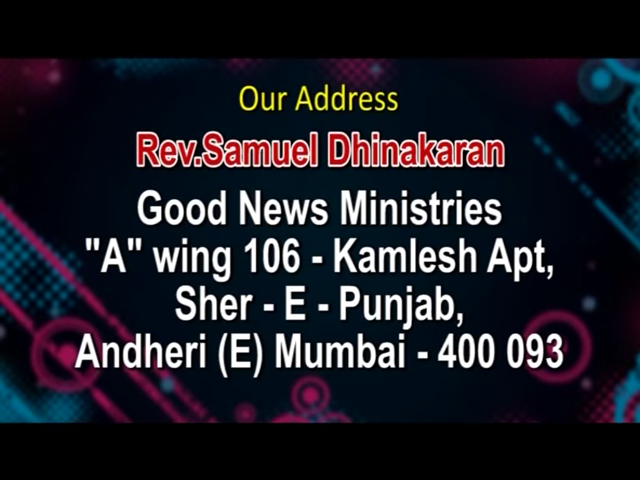 Our Address
Rev.Samuel Dhinakaran
Good News Ministries
"A" wing 106 - Kamlesh Apt,
Sher - E - Punjab,
Andheri (E) Mumbai - 400 093